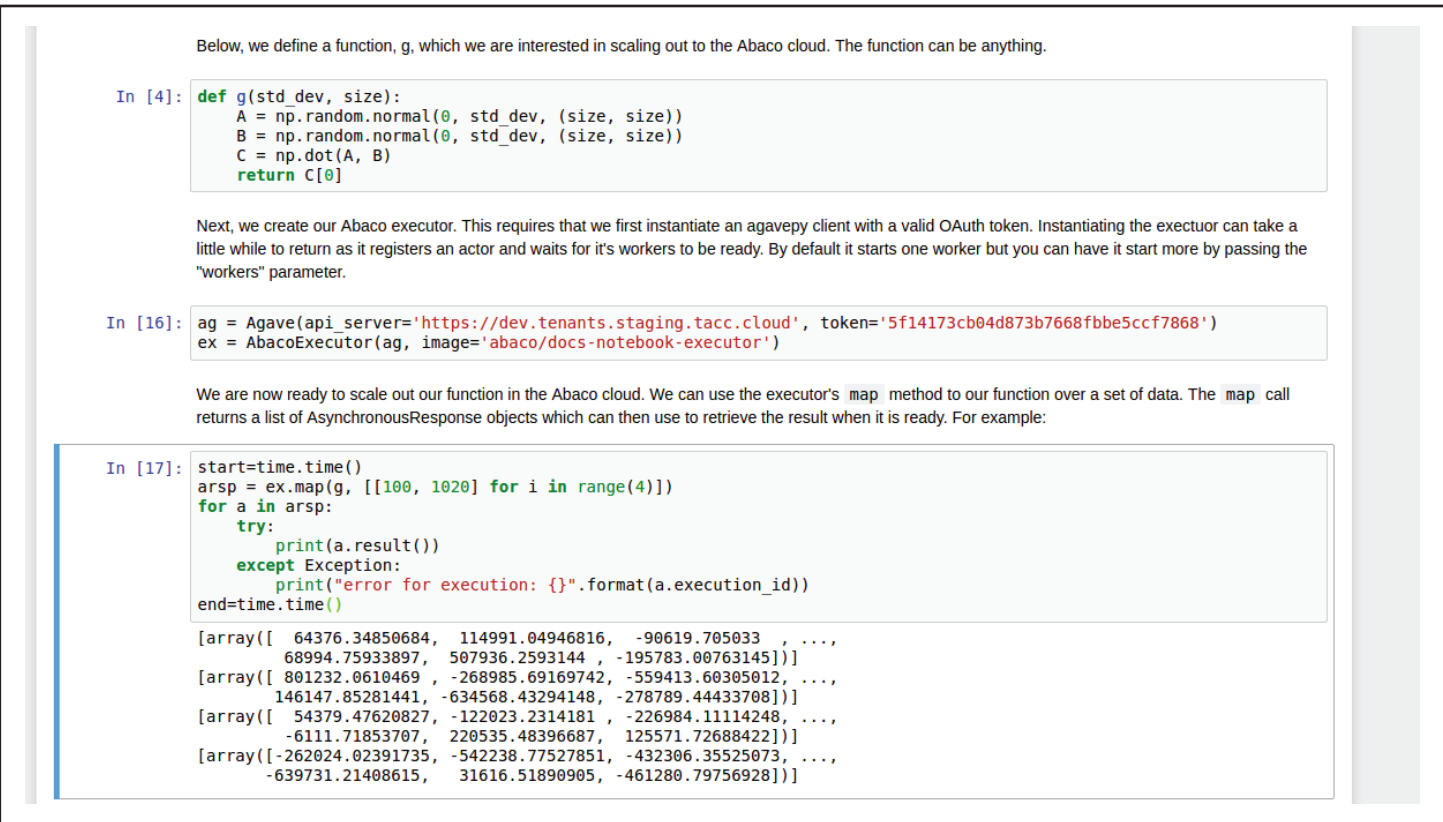 Below, we define a function, g, which we are interested in scaling out to the Abaco cloud. The function can be anything.
In [4]: def g(std_dev, size):
    A = np.random.normal(0, std_dev, (size, size))
    B = np.random.normal(0, std_dev, (size, size))
    C = np.dot(A, B)
    return C[0]
Next, we create our Abaco executor. This requires that we first instantiate an agavepy client with a valid OAuth token. Instantiating the exectuor can take a
little while to return as it registers an actor and waits for it's workers to be ready. By default it starts one worker but you can have it start more by passing the
"workers" parameter.
In [16]: ag = Agave(api_server='https://dev.tenants.staging.tacc.cloud', token='5f14173cb04d873b7668fbbe5ccf7868')
ex = AbacoExecutor(ag, image='abaco/docs-notebook-executor')
We are now ready to scale out our function in the Abaco cloud. We can use the executor's map method to our function over a set of data. The map call
returns a list of AsynchronousResponse objects which can then use to retrieve the result when it is ready. For example:
In [17]: start=time.time()
arsp = ex.map(g, [[100, 1020] for i in range(4)])
for a in arsp:
    try:
        print(a.result())
    except Exception:
        print("error for execution: {}".format(a.execution_id))
end=time.time()
[array([  64376.34850684,  114991.04946816,  -90619.705033  , ...,
         68994.75933897,  507936.2593144 , -195783.00763145])]
[array([ 801232.0610469 , -268985.69169742, -559413.60305012, ...,
        146147.85281441, -634568.43294148, -278789.44433708])]
[array([  54379.47620827, -122023.2314181 , -226984.11114248, ...,
         -6111.71853707,  220535.48396687,  125571.72688422])]
[array([-262024.02391735, -542238.77527851, -432306.35525073, ...,
       -639731.21408615,   31616.51890905, -461280.79756928])]